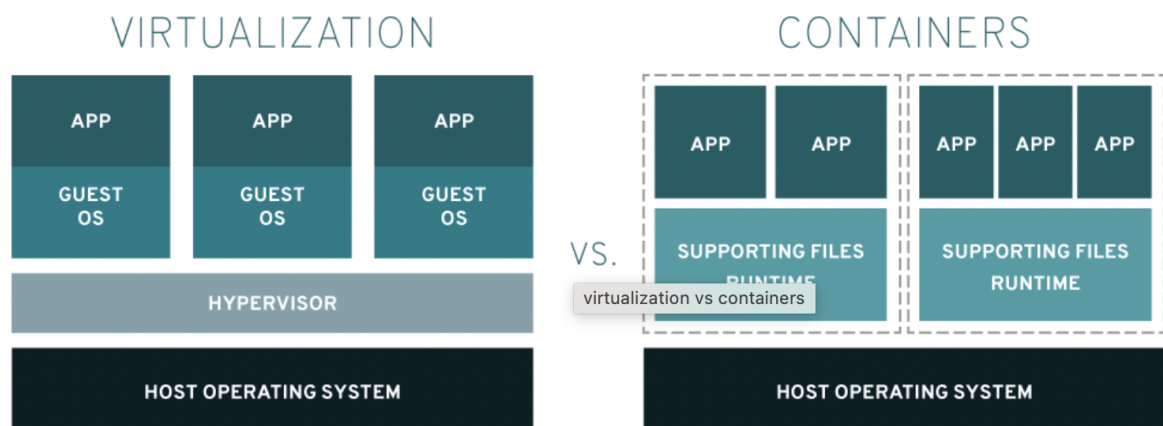 VIRTUALIZATION
APP
APP
APP
GUEST
OS
GUEST
OS
GUEST
OS
HYPERVISOR
HOST OPERATING SYSTEM
VS.
CONTAINERS
APP
APP
SUPPORTING FILES
RUNTIME
virtualization vs containers
APP
APP
APP
SUPPORTING FILES
RUNTIME
HOST OPERATING SYSTEM